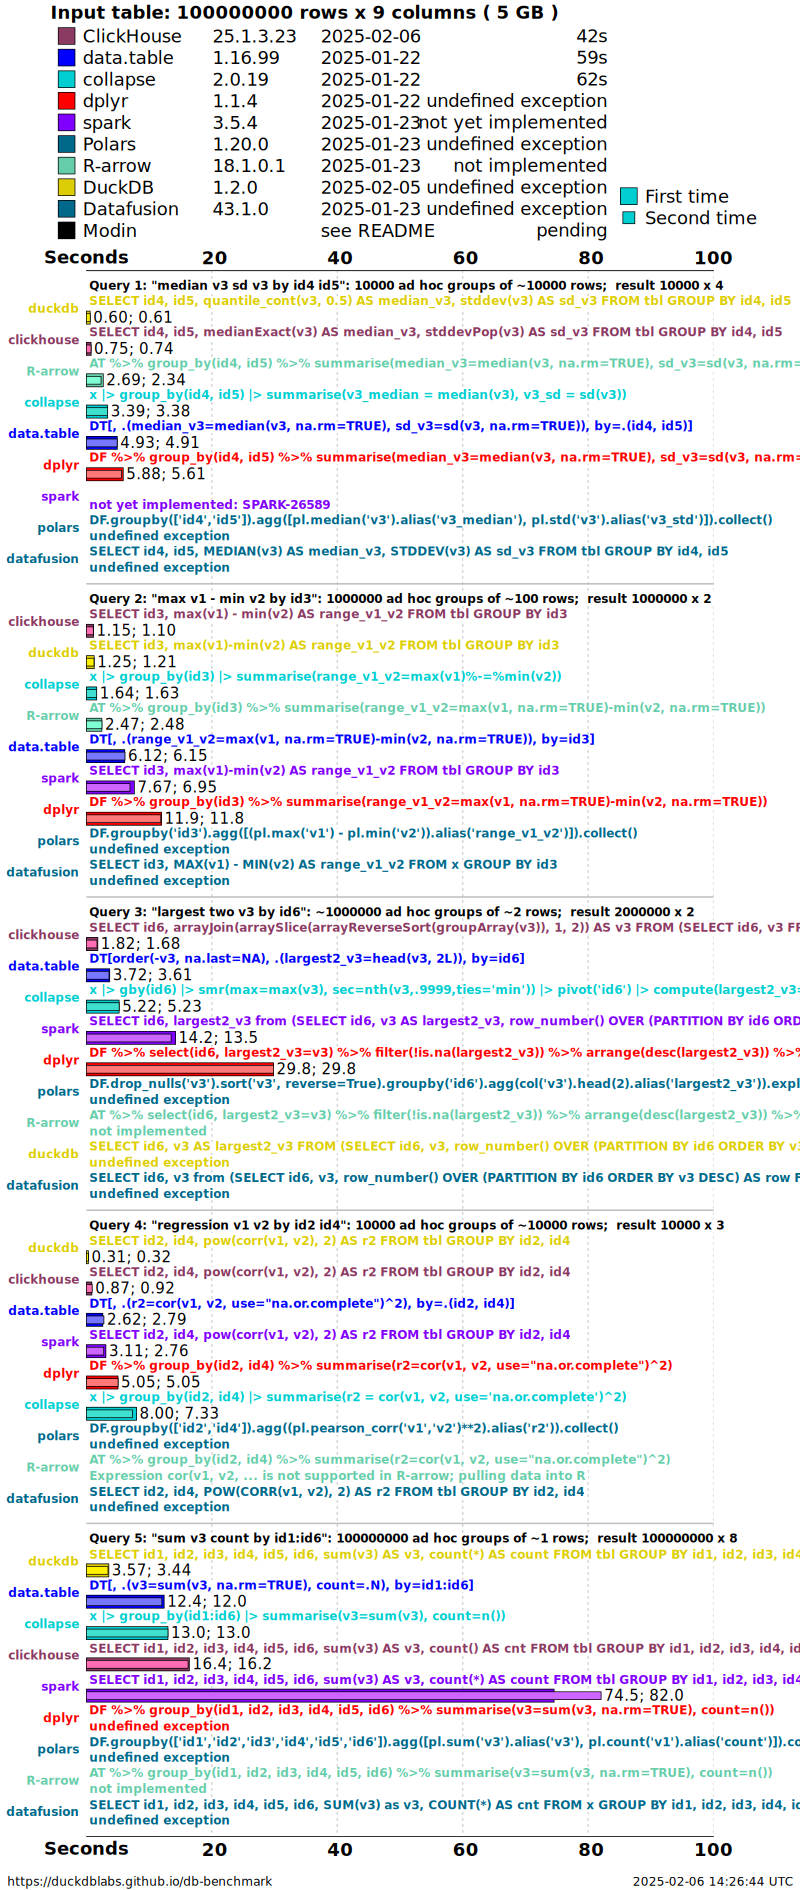 Input table: 100000000 rows x 9 columns ( 5 GB )
ClickHouse 25.1.3.23 2025-02-06 42s
data.table 1.16.99 2025-01-22 59s
collapse 2.0.19 2025-01-22 62s
dplyr 1.1.4 2025-01-22 undefined exception
spark 3.5.4 2025-01-23 not yet implemented
Polars 1.20.0 2025-01-23 undefined exception
R-arrow 18.1.0.1 2025-01-23 not implemented
DuckDB 1.2.0 2025-02-05 undefined exception
Datafusion 43.1.0 2025-01-23 undefined exception
Modin see README pending
First time
Second time
Seconds 20 40 60 80 100
Query 1: "median v3 sd v3 by id4 id5": 10000 ad hoc groups of ~10000 rows; result 10000 x 4
SELECT id4, id5, quantile_cont(v3, 0.5) AS median_v3, stddev(v3) AS sd_v3 FROM tbl GROUP BY id4, id5
duckdb
0.60; 0.61
SELECT id4, id5, medianExact(v3) AS median_v3, stddevPop(v3) AS sd_v3 FROM tbl GROUP BY id4, id5
clickhouse
0.75; 0.74
AT %>% group_by(id4, id5) %>% summarise(median_v3=median(v3, na.rm=TRUE), sd_v3=sd(v3, na.rm=
R-arrow
2.69; 2.34
x |> group_by(id4, id5) |> summarise(v3_median = median(v3), v3_sd = sd(v3))
collapse
3.39; 3.38
DT[, .(median_v3=median(v3, na.rm=TRUE), sd_v3=sd(v3, na.rm=TRUE)), by=.(id4, id5)]
data.table
4.93; 4.91
DF %>% group_by(id4, id5) %>% summarise(median_v3=median(v3, na.rm=TRUE), sd_v3=sd(v3, na.rm=
dplyr
5.88; 5.61
spark
not yet implemented: SPARK-26589
DF.groupby(['id4','id5']).agg([pl.median('v3').alias('v3_median'), pl.std('v3').alias('v3_std')]).collect()
polars
undefined exception
SELECT id4, id5, MEDIAN(v3) AS median_v3, STDDEV(v3) AS sd_v3 FROM tbl GROUP BY id4, id5
datafusion
undefined exception
Query 2: "max v1 - min v2 by id3": 1000000 ad hoc groups of ~100 rows; result 1000000 x 2
SELECT id3, max(v1) - min(v2) AS range_v1_v2 FROM tbl GROUP BY id3
clickhouse
1.15; 1.10
SELECT id3, max(v1)-min(v2) AS range_v1_v2 FROM tbl GROUP BY id3
duckdb
1.25; 1.21
x |> group_by(id3) |> summarise(range_v1_v2=max(v1)%-=%min(v2))
collapse
1.64; 1.63
AT %>% group_by(id3) %>% summarise(range_v1_v2=max(v1, na.rm=TRUE)-min(v2, na.rm=TRUE))
R-arrow
2.47; 2.48
DT[, .(range_v1_v2=max(v1, na.rm=TRUE)-min(v2, na.rm=TRUE)), by=id3]
data.table
6.12; 6.15
SELECT id3, max(v1)-min(v2) AS range_v1_v2 FROM tbl GROUP BY id3
spark
7.67; 6.95
DF %>% group_by(id3) %>% summarise(range_v1_v2=max(v1, na.rm=TRUE)-min(v2, na.rm=TRUE))
dplyr
11.9; 11.8
DF.groupby('id3').agg([(pl.max('v1') - pl.min('v2')).alias('range_v1_v2')]).collect()
polars
undefined exception
SELECT id3, MAX(v1) - MIN(v2) AS range_v1_v2 FROM x GROUP BY id3
datafusion
undefined exception
Query 3: "largest two v3 by id6": ~1000000 ad hoc groups of ~2 rows; result 2000000 x 2
SELECT id6, arrayJoin(arraySlice(arrayReverseSort(groupArray(v3)), 1, 2)) AS v3 FROM (SELECT id6, v3 FR
clickhouse
1.82; 1.68
DT[order(-v3, na.last=NA), .(largest2_v3=head(v3, 2L)), by=id6]
data.table
3.72; 3.61
x |> gby(id6) |> smr(max=max(v3), sec=nth(v3,.9999,ties='min')) |> pivot('id6') |> compute(largest2_v3=
collapse
5.22; 5.23
SELECT id6, largest2_v3 from (SELECT id6, v3 AS largest2_v3, row_number() OVER (PARTITION BY id6 ORD
spark
14.2; 13.5
DF %>% select(id6, largest2_v3=v3) %>% filter(!is.na(largest2_v3)) %>% arrange(desc(largest2_v3)) %>%
dplyr
29.8; 29.8
DF.drop_nulls('v3').sort('v3', reverse=True).groupby('id6').agg(col('v3').head(2).alias('largest2_v3')).expl
polars
undefined exception
AT %>% select(id6, largest2_v3=v3) %>% filter(!is.na(largest2_v3)) %>% arrange(desc(largest2_v3)) %>%
R-arrow
not implemented
SELECT id6, v3 AS largest2_v3 FROM (SELECT id6, v3, row_number() OVER (PARTITION BY id6 ORDER BY v3
duckdb
undefined exception
SELECT id6, v3 from (SELECT id6, v3, row_number() OVER (PARTITION BY id6 ORDER BY v3 DESC) AS row F
datafusion
undefined exception
Query 4: "regression v1 v2 by id2 id4": 10000 ad hoc groups of ~10000 rows; result 10000 x 3
SELECT id2, id4, pow(corr(v1, v2), 2) AS r2 FROM tbl GROUP BY id2, id4
duckdb
0.31; 0.32
SELECT id2, id4, pow(corr(v1, v2), 2) AS r2 FROM tbl GROUP BY id2, id4
clickhouse
0.87; 0.92
DT[, .(r2=cor(v1, v2, use="na.or.complete")^2), by=.(id2, id4)]
data.table
2.62; 2.79
SELECT id2, id4, pow(corr(v1, v2), 2) AS r2 FROM tbl GROUP BY id2, id4
spark
3.11; 2.76
DF %>% group_by(id2, id4) %>% summarise(r2=cor(v1, v2, use="na.or.complete")^2)
dplyr
5.05; 5.05
x |> group_by(id2, id4) |> summarise(r2 = cor(v1, v2, use='na.or.complete')^2)
collapse
8.00; 7.33
DF.groupby(['id2','id4']).agg((pl.pearson_corr('v1','v2')**2).alias('r2')).collect()
polars
undefined exception
AT %>% group_by(id2, id4) %>% summarise(r2=cor(v1, v2, use="na.or.complete")^2)
R-arrow
Expression cor(v1, v2, ... is not supported in R-arrow; pulling data into R
SELECT id2, id4, POW(CORR(v1, v2), 2) AS r2 FROM tbl GROUP BY id2, id4
datafusion
undefined exception
Query 5: "sum v3 count by id1:id6": 100000000 ad hoc groups of ~1 rows; result 100000000 x 8
SELECT id1, id2, id3, id4, id5, id6, sum(v3) AS v3, count(*) AS count FROM tbl GROUP BY id1, id2, id3, id4
duckdb
3.57; 3.44
DT[, .(v3=sum(v3, na.rm=TRUE), count=.N), by=id1:id6]
data.table
12.4; 12.0
x |> group_by(id1:id6) |> summarise(v3=sum(v3), count=n())
collapse
13.0; 13.0
SELECT id1, id2, id3, id4, id5, id6, sum(v3) AS v3, count() AS cnt FROM tbl GROUP BY id1, id2, id3, id4, id
clickhouse
16.4; 16.2
SELECT id1, id2, id3, id4, id5, id6, sum(v3) AS v3, count(*) AS count FROM tbl GROUP BY id1, id2, id3, id4
spark
74.5; 82.0
DF %>% group_by(id1, id2, id3, id4, id5, id6) %>% summarise(v3=sum(v3, na.rm=TRUE), count=n())
dplyr
undefined exception
DF.groupby(['id1','id2','id3','id4','id5','id6']).agg([pl.sum('v3').alias('v3'), pl.count('v1').alias('count')]).co
polars
undefined exception
AT %>% group_by(id1, id2, id3, id4, id5, id6) %>% summarise(v3=sum(v3, na.rm=TRUE), count=n())
R-arrow
not implemented
SELECT id1, id2, id3, id4, id5, id6, SUM(v3) as v3, COUNT(*) AS cnt FROM x GROUP BY id1, id2, id3, id4, id
datafusion
undefined exception
Seconds 20 40 60 80 100
https://duckdblabs.github.io/db-benchmark 2025-02-06 14:26:44 UTC